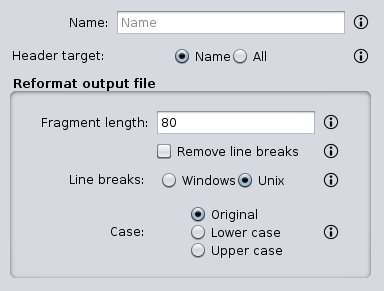 Name: Name
Header target: Name All
Reformat output file
Fragment length: 80
Remove line breaks
Line breaks: Windows Unix
Original
Case: Lower case
Upper case